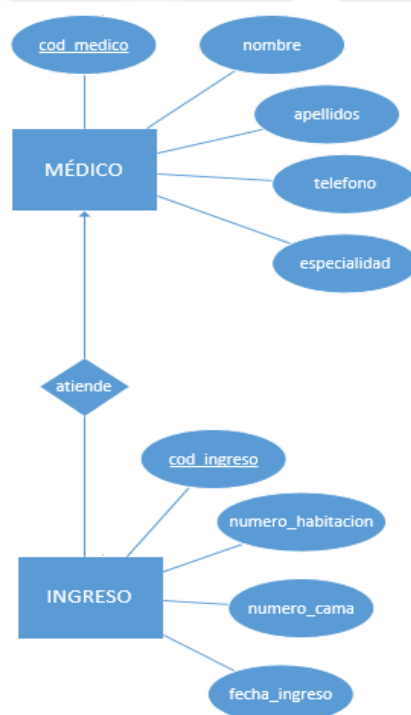 cod_medico
nombre
apellidos
MÉDICO
telefono
especialidad
atiende
cod_ingreso
numero_habitacion
INGRESO
numero_cama
fecha_ingreso